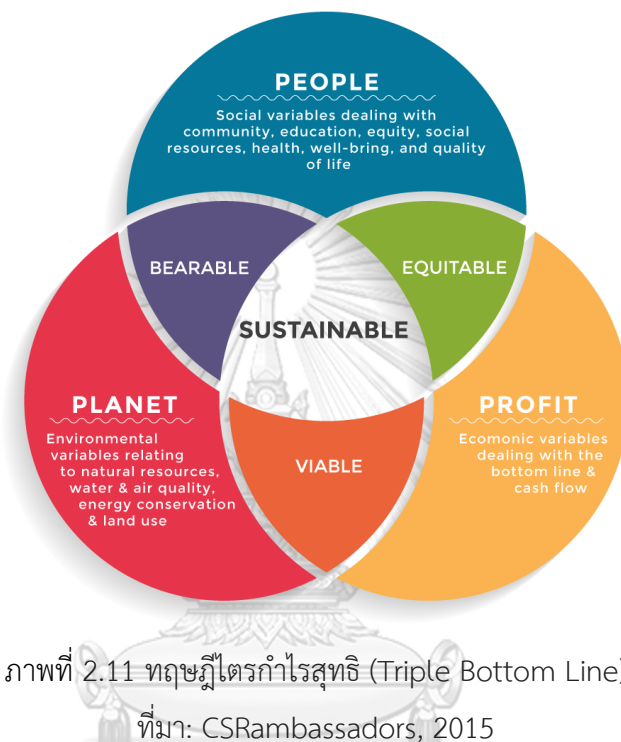 PEOPLE
Social variables dealing with
community, education, equity, social
resources, health, well-bring, and quality
of life
BEARABLE
EQUITABLE
SUSTAINABLE
PLANET
Environmental
variables relating
to natural resources,
water & air quality,
energy conservation
& land use
PROFIT
Ecomonic variables
dealing with the
bottom line &
cash flow
VIABLE
ภาพที่ 2.11 ทฤษฎีไตรกำไรสุทธิ (Triple Bottom Line)
ที่มา: CSRambassadors, 2015